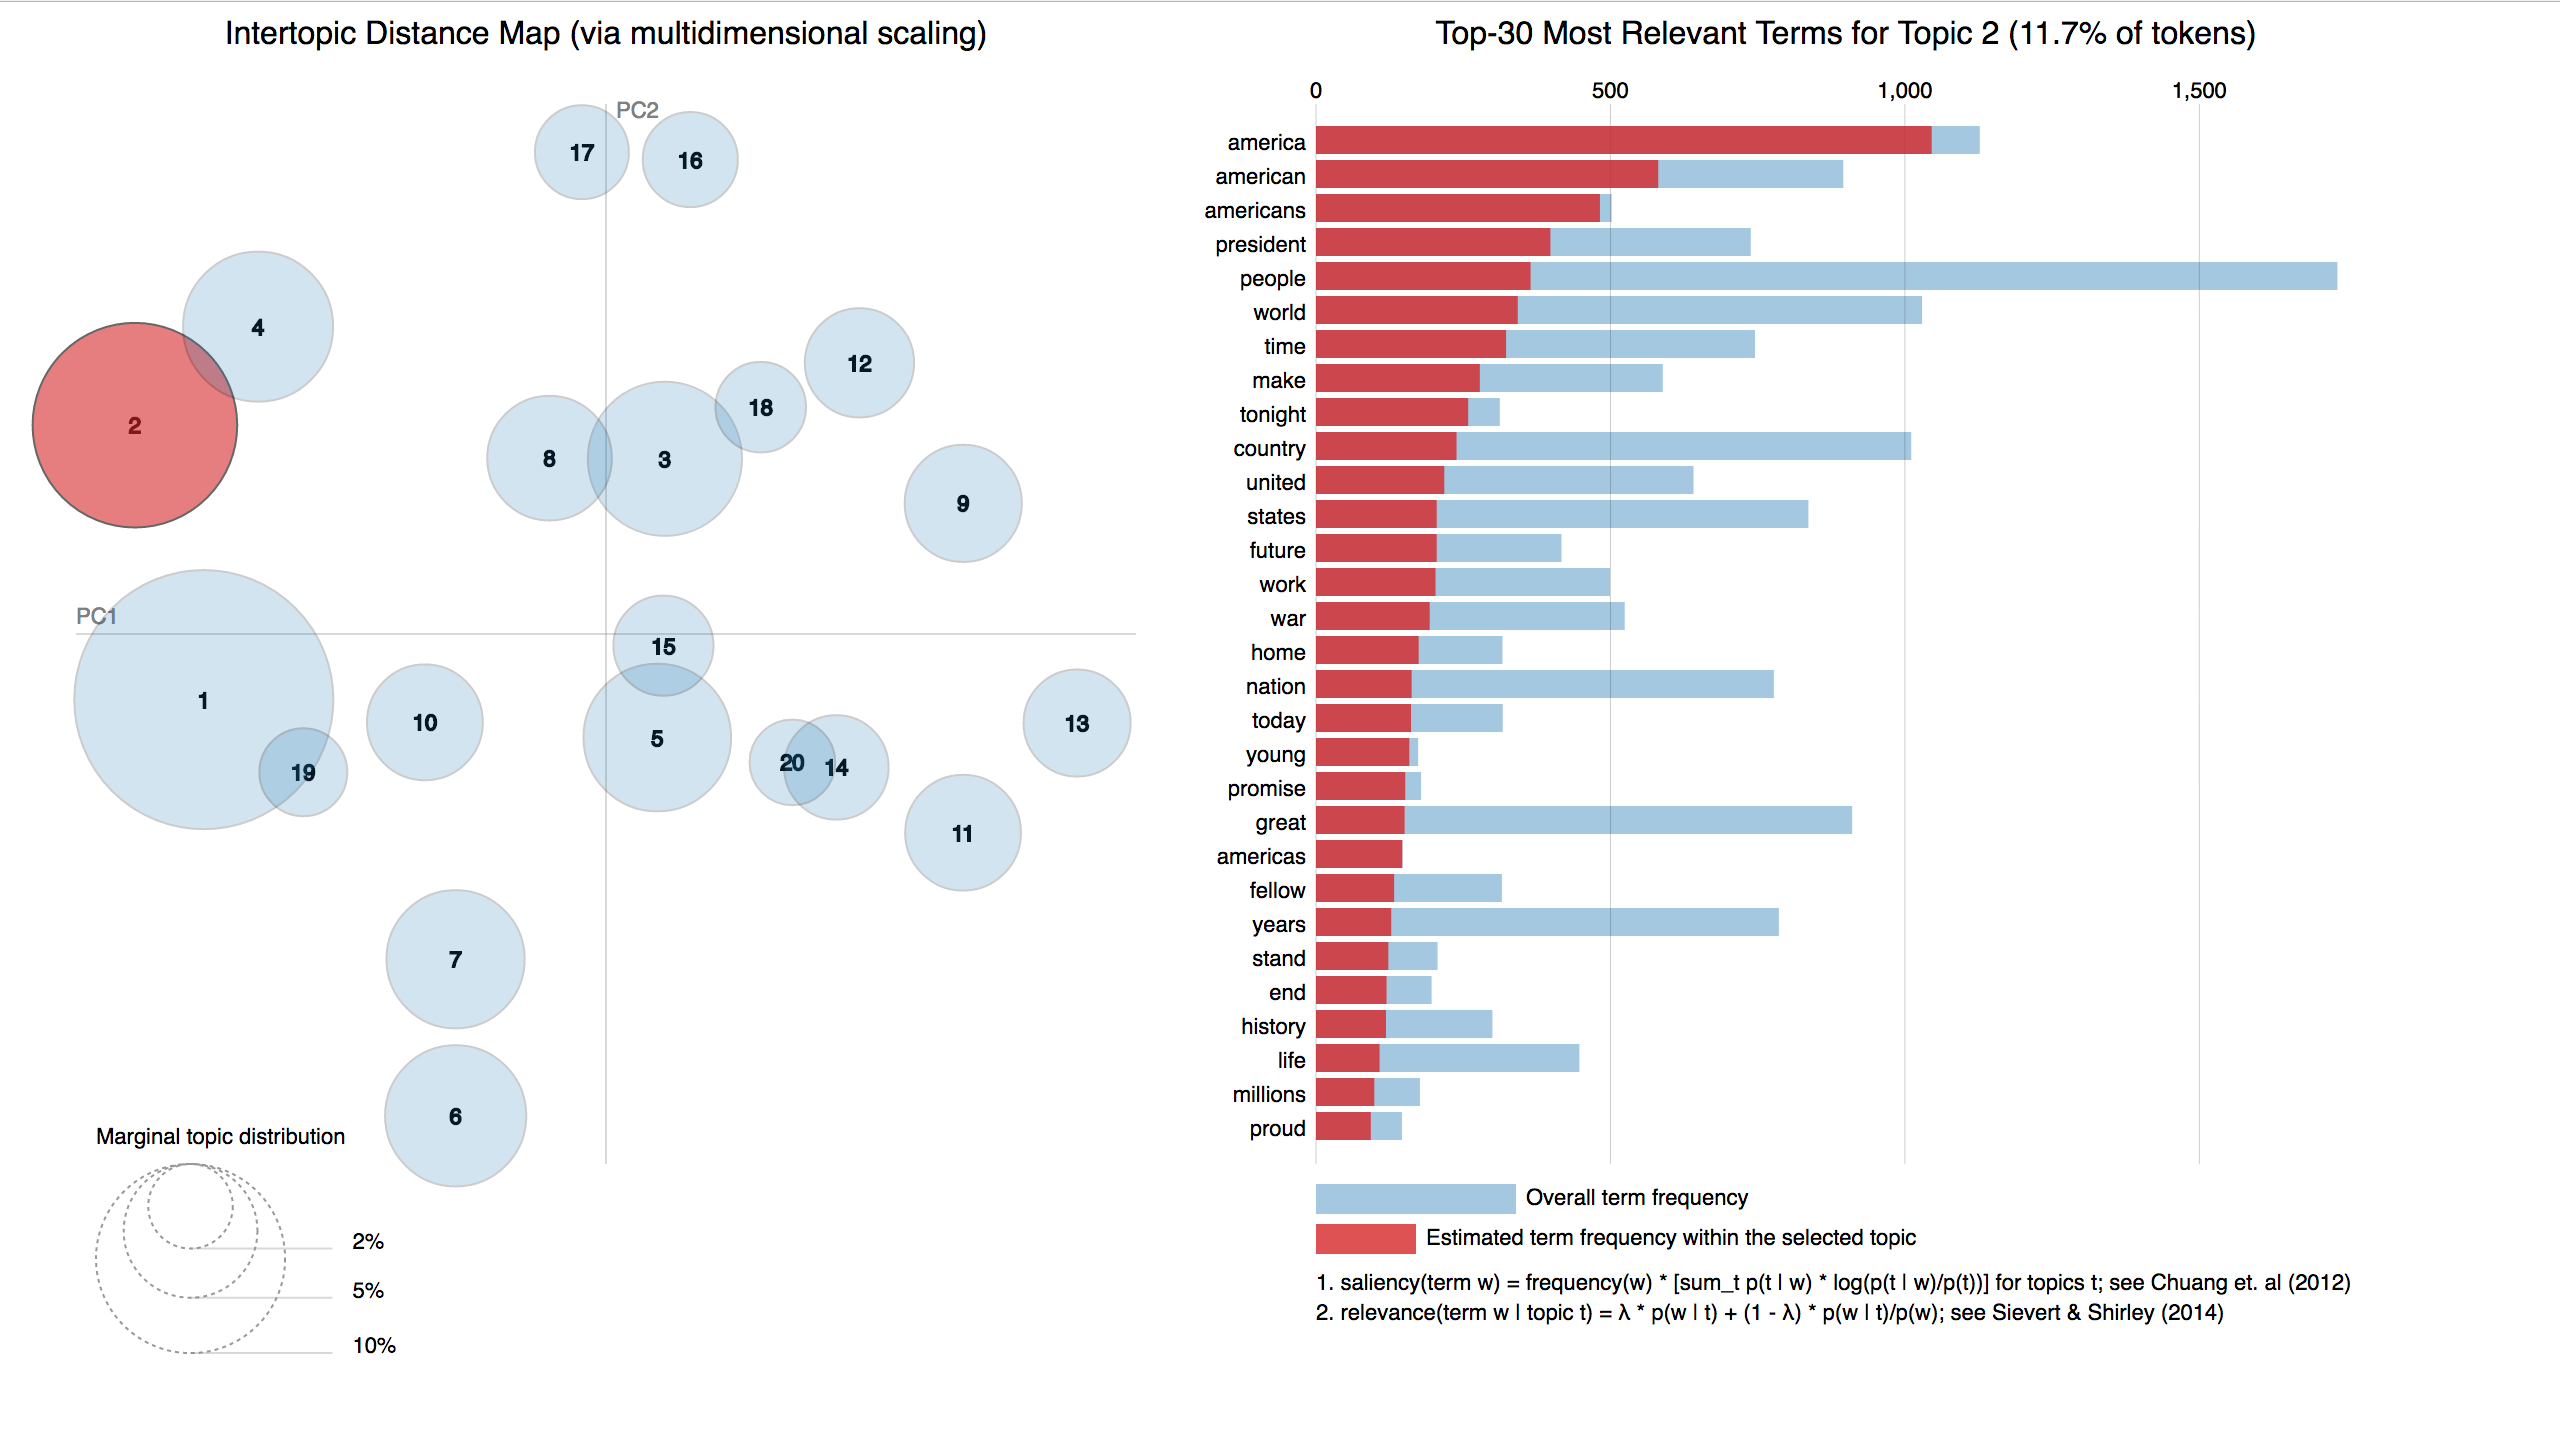 Intertopic Distance Map (via multidimensional scaling)
PC2
17
16
4
2
12
18
8
3
9
PC1
15
1
10
5
13
19
20
14
11
7
6
Marginal topic distribution
2%
5%
10%
Top-30 Most Relevant Terms for Topic 2 (11.7% of tokens)
0 500 1,000 1,500
america
american
americans
president
people
world
time
make
tonight
country
united
states
future
work
war
home
nation
today
young
promise
great
americas
fellow
years
stand
end
history
life
millions
proud
Overall term frequency
Estimated term frequency within the selected topic
1. saliency(term w) = frequency(w) * [sum_t p(t | w) * log(p(t | w)/p(t))] for topics t; see Chuang et. al (2012)
2. relevance(term w | topic t) = λ * p(w | t) + (1 - λ) * p(w | t)/p(w); see Sievert & Shirley (2014)